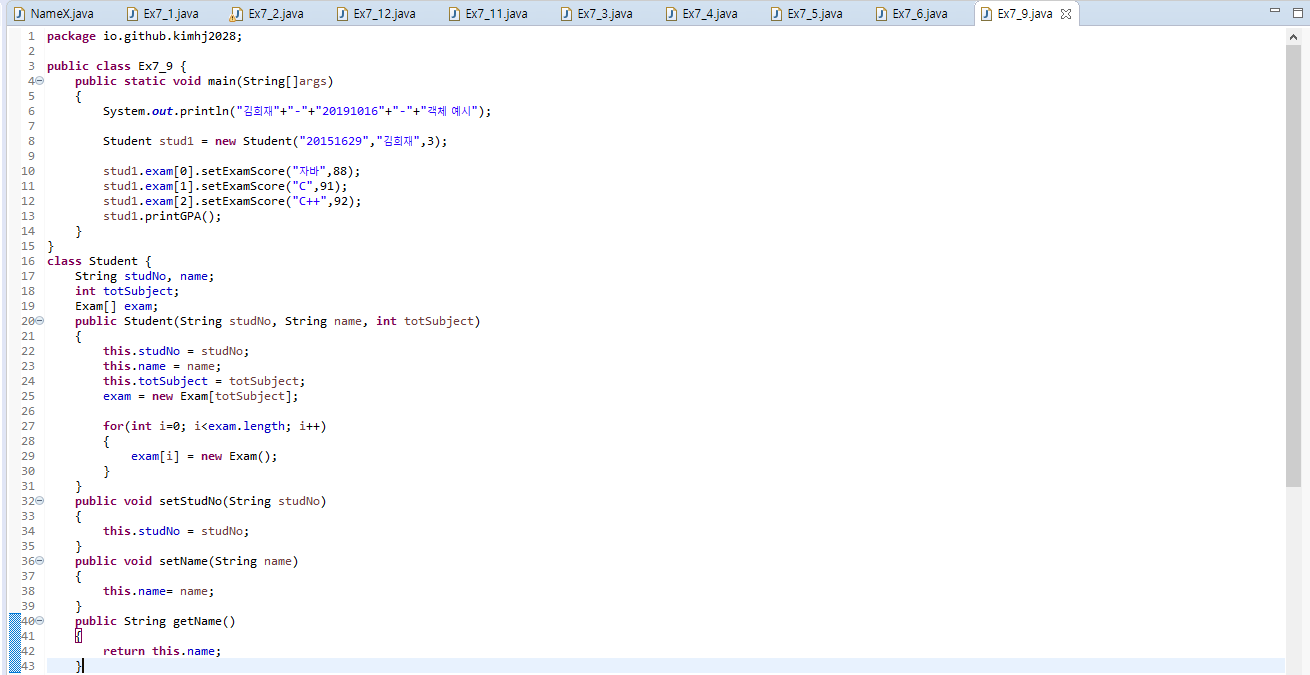 NameX.java Ex7_1.java Ex7_2.java Ex7_12.java Ex7_11.java Ex7_3.java Ex7_4.java Ex7_5.java Ex7_6.java Ex7_9.java
1 package io.github.kimhj2028;
2
3 public class Ex7_9 {
4 public static void main(String[]args)
5 {
6 System.out.println("김희재"+"-"+"20191016"+"-"+"객체 예시");
7
8 Student stud1 = new Student("20151629","김희재",3);
9
10 stud1.exam[0].setExamScore("자바",88);
11 stud1.exam[1].setExamScore("C",91);
12 stud1.exam[2].setExamScore("C++",92);
13 stud1.printGPA();
14 }
15 }
16 class Student {
17 String studNo, name;
18 int totSubject;
19 Exam[] exam;
20 public Student(String studNo, String name, int totSubject)
21 {
22 this.studNo = studNo;
23 this.name = name;
24 this.totSubject = totSubject;
25 exam = new Exam[totSubject];
26
27 for(int i=0; i<exam.length; i++)
28 {
29 exam[i] = new Exam();
30 }
31 }
32 public void setStudNo(String studNo)
33 {
34 this.studNo = studNo;
35 }
36 public void setName(String name)
37 {
38 this.name= name;
39 }
40 public String getName()
41 {
42 return this.name;
43 }